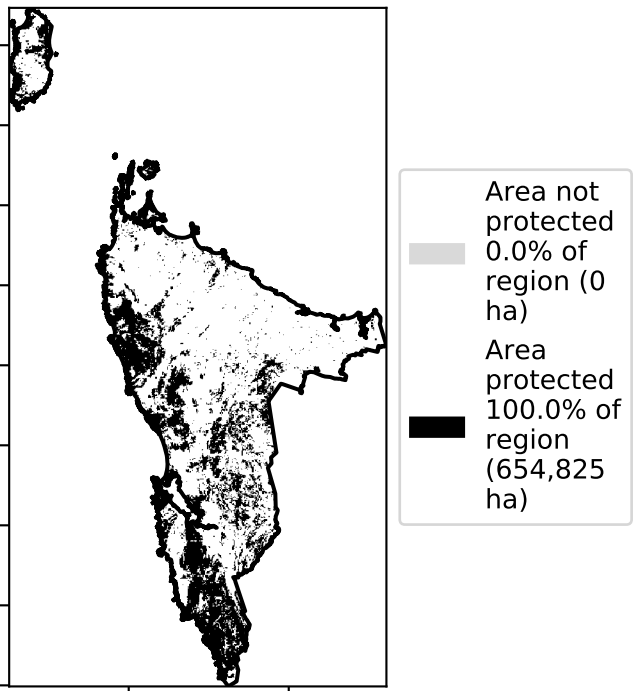 Area not
protected
0.0% of
region (0
ha)
Area
protected
100.0% of
region
(654,825
ha)